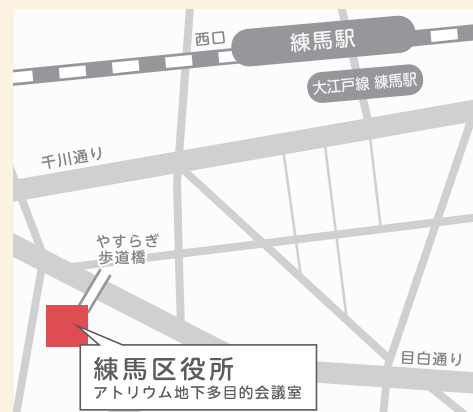 西口
練馬駅
大江戸線 練馬駅
千川通り
やすらぎ
歩道橋
練馬区役所
アトリウム地下多目的会議室
目白通り